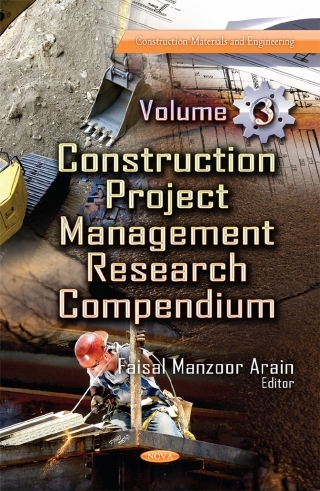 Construction Materials and Engineering
Volume 3
Construction
Project
Management
Research
Compendium
Faisal Manzoor Arain
Editor
NOVA